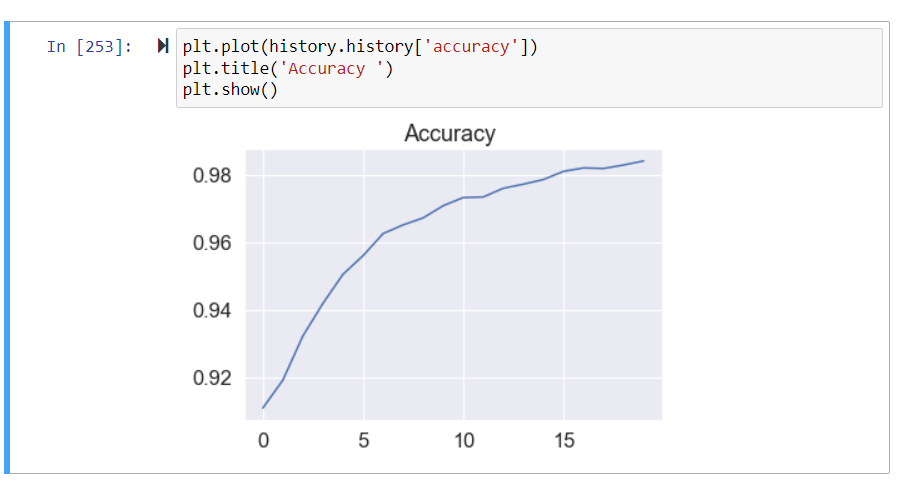 In [253]:
plt.plot(history.history['accuracy'])
plt.title('Accuracy ')
plt.show()
Accuracy
0.98
0.96
0.94
0.92
0 5 10 15